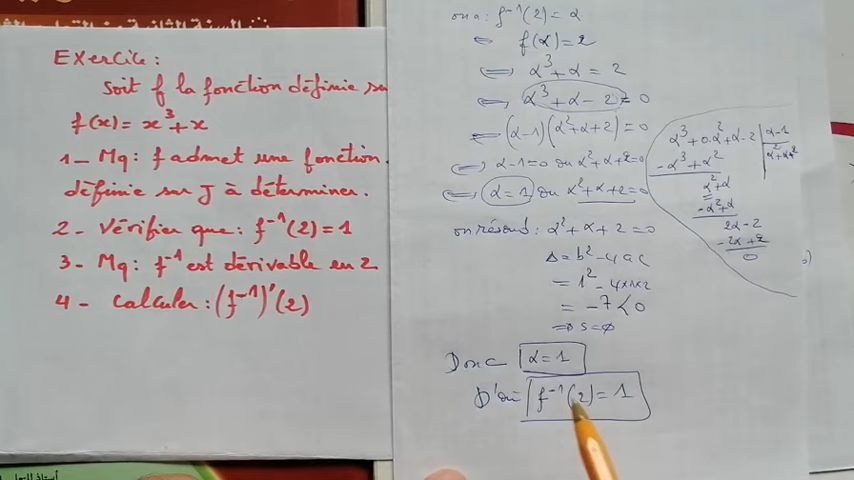 Exercice:
soit f la fonction définie su
f(x)= x³+x
1- Mq: f admet une fonction
définie sur J à déterminer.
2- Vérifier que: f⁻¹(2)=1
3- Mq: f⁻¹ est dérivable en 2
4- calculer: (f⁻¹)'(2)
on a: f⁻¹(2)= α
⇔ f(α)=2
⇔ α³+α = 2
⇔ α³+α-2 = 0
⇔ (α-1)(α²+α+2)=0
⇔ α-1=0 ou α²+α+2=0
⇔ α=1 ou α²+α+2=0
on résoud: α²+α+2=0
Δ= b²-4ac
= 1²-4×1×2
= -7<0
=> S=∅
Donc α=1
D'où f⁻¹(2)= 1
α³+0.α²+α-2 | α-1
-α³+α² | α²+α+2
α²+α
-α²+α
2α-2
-2α+2
0